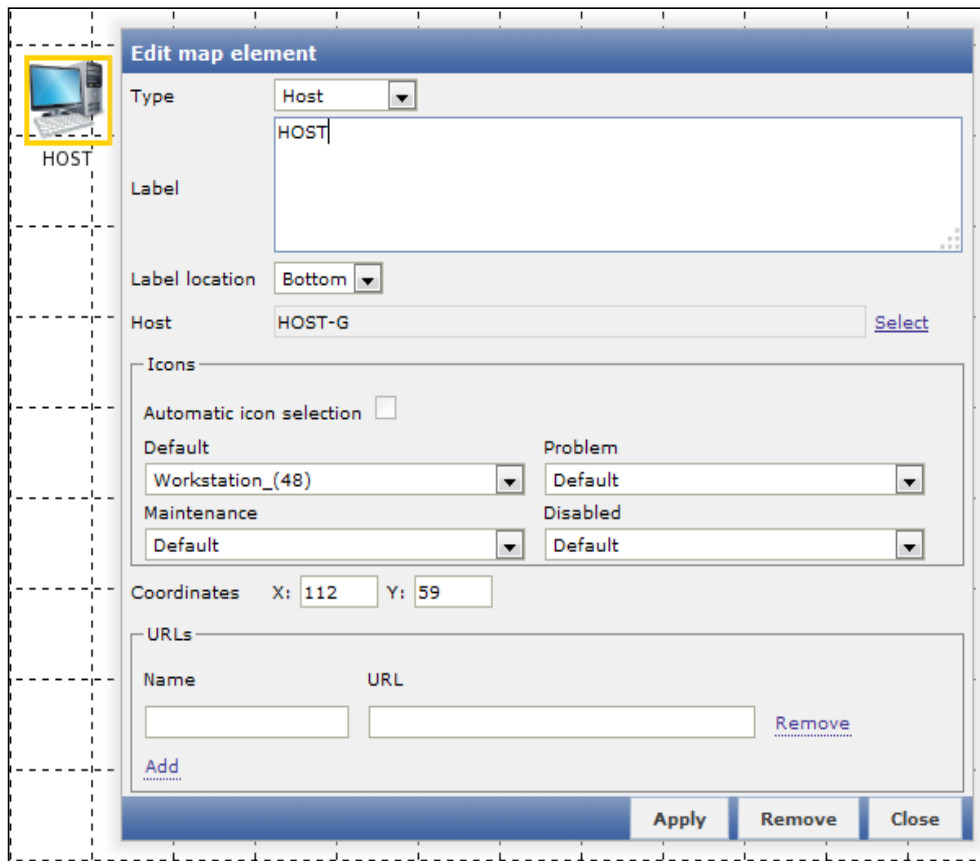 Edit map element
Type Host
HOST
HOST
Label
Label location Bottom
Host HOST-G Select
Icons
Automatic icon selection
Default Problem
Workstation_(48) Default
Maintenance Disabled
Default Default
Coordinates X: 112 Y: 59
URLs
Name URL
Remove
Add
Apply Remove Close